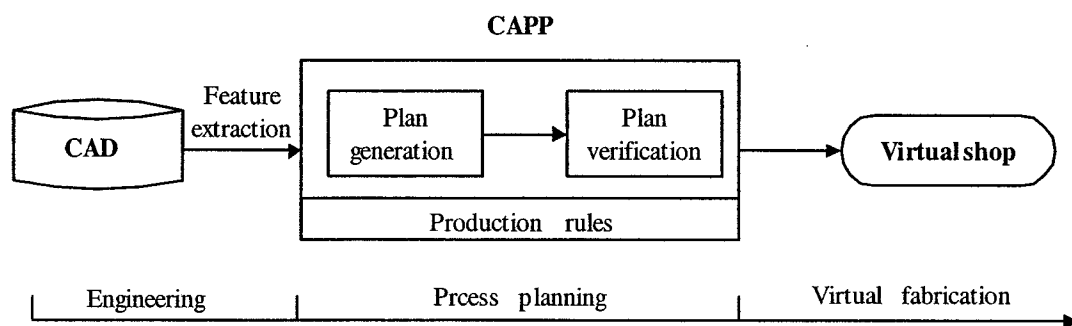 CAPP
Feature
extraction
CAD
Plan
generation
Plan
verification
Virtual shop
Production rules
Engineering
Prcess planning
Virtual fabrication